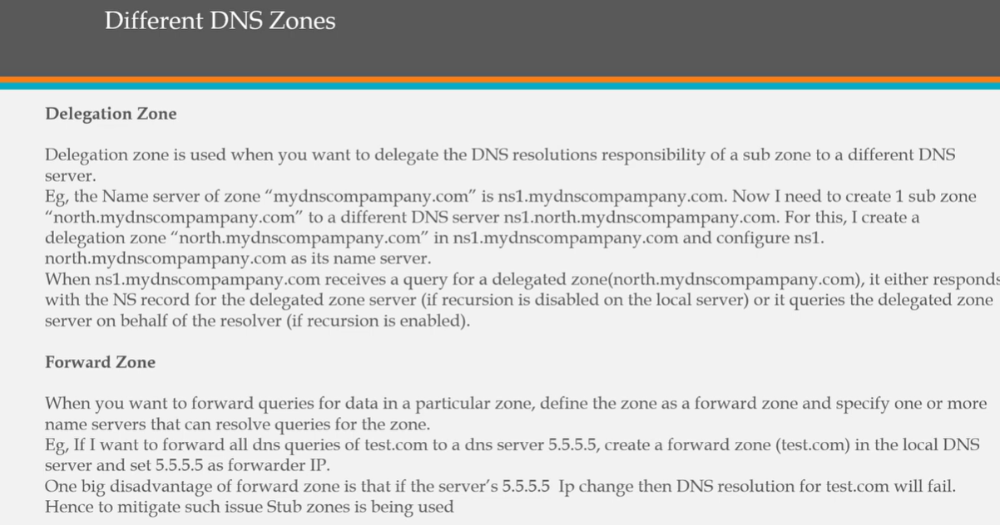 Different DNS Zones
Delegation Zone
Delegation zone is used when you want to delegate the DNS resolutions responsibility of a sub zone to a different DNS
server.
Eg, the Name server of zone “mydnscompampany.com” is ns1.mydnscompampany.com. Now I need to create 1 sub zone
“north.mydnscompampany.com” to a different DNS server ns1.north.mydnscompampany.com. For this, I create a
delegation zone “north.mydnscompampany.com” in ns1.mydnscompampany.com and configure ns1.
north.mydnscompampany.com as its name server.
When ns1.mydnscompampany.com receives a query for a delegated zone(north.mydnscompampany.com), it either responds
with the NS record for the delegated zone server (if recursion is disabled on the local server) or it queries the delegated zone
server on behalf of the resolver (if recursion is enabled).
Forward Zone
When you want to forward queries for data in a particular zone, define the zone as a forward zone and specify one or more
name servers that can resolve queries for the zone.
Eg, If I want to forward all dns queries of test.com to a dns server 5.5.5.5, create a forward zone (test.com) in the local DNS
server and set 5.5.5.5 as forwarder IP.
One big disadvantage of forward zone is that if the server’s 5.5.5.5 Ip change then DNS resolution for test.com will fail.
Hence to mitigate such issue Stub zones is being used